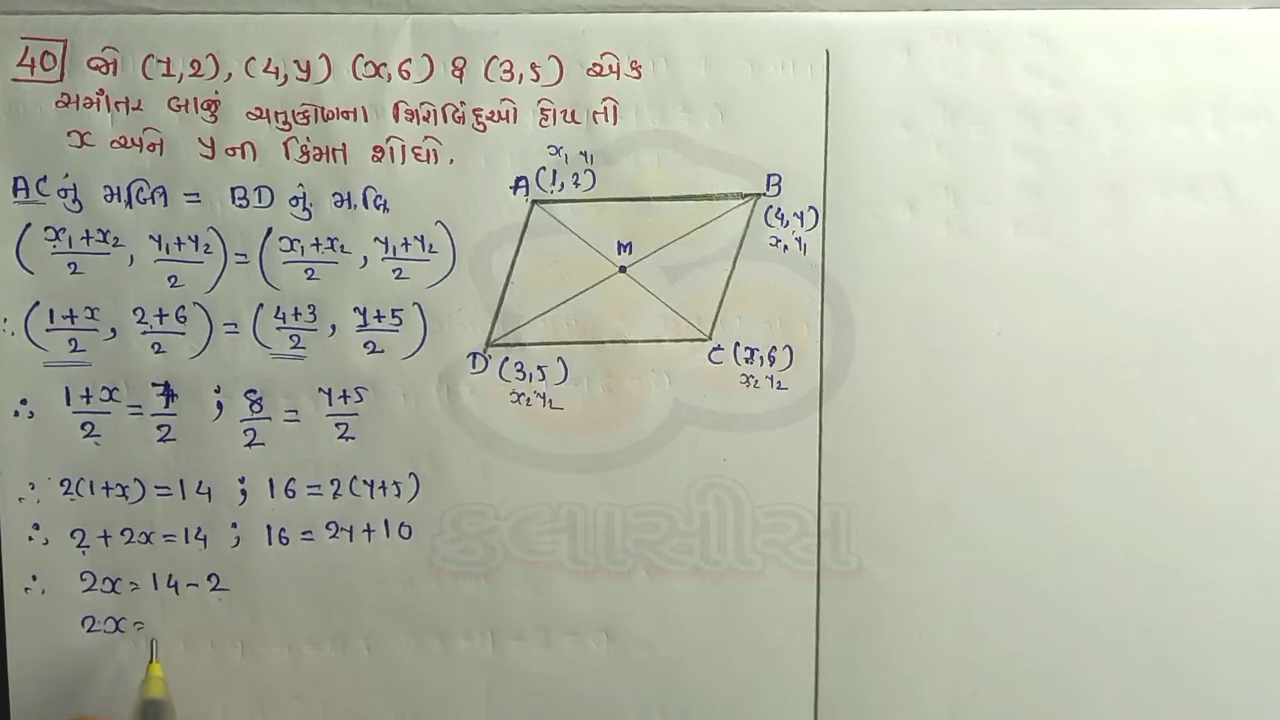 40 જો (1,2), (4,y) (x,6) & (3,5) એક
સમાંતર બાજું ચતુષ્કોણના શિરોબિંદુઓ હોય તો
x અને y ની કિંમત શોધો.
AC નું મ.બિ = BD નું મ.બિ
(x₁+x₂/2, y₁+y₂/2) = (x₁+x₂/2, y₁+y₂/2)
∴ (1+x/2, 2+6/2) = (4+3/2, y+5/2)
∴ 1+x/2 = 7/2 ; 8/2 = y+5/2
∴ 2(1+x) = 14 ; 16 = 2(y+5)
∴ 2 + 2x = 14 ; 16 = 2y + 10
∴ 2x = 14 - 2
2x =
x₁ y₁
A (1,2)
B
(4,y)
x₁ y₁
M
D (3,5)
x₂ y₂
C (x,6)
x₂ y₂
ક્લાસીસ